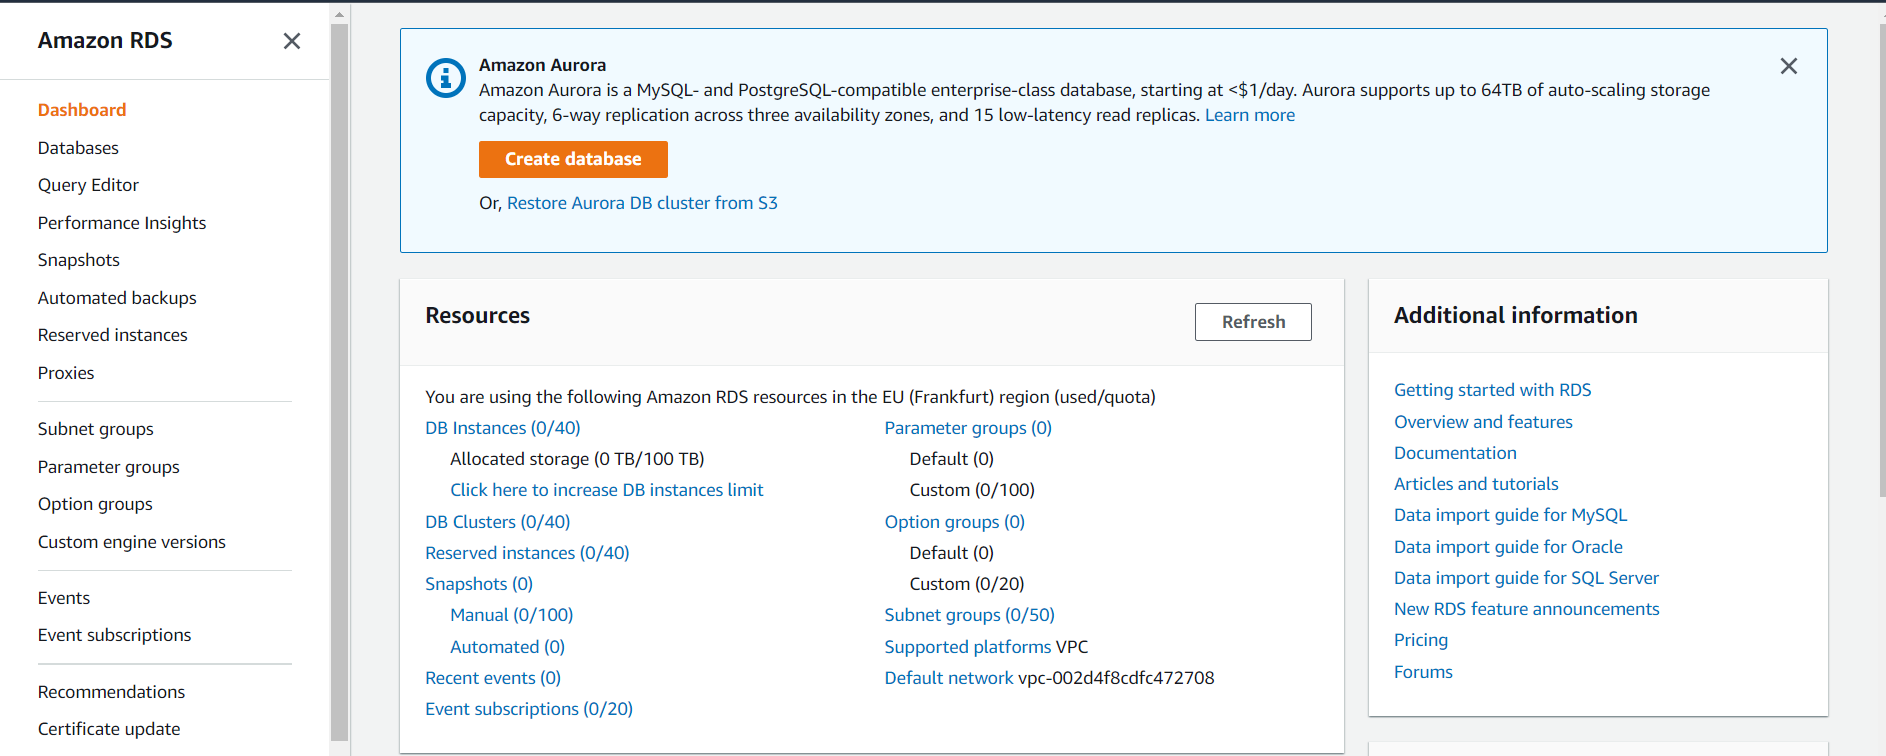 Amazon RDS
Dashboard
Databases
Query Editor
Performance Insights
Snapshots
Automated backups
Reserved instances
Proxies
Subnet groups
Parameter groups
Option groups
Custom engine versions
Events
Event subscriptions
Recommendations
Certificate update
Amazon Aurora
Amazon Aurora is a MySQL- and PostgreSQL-compatible enterprise-class database, starting at <$1/day. Aurora supports up to 64TB of auto-scaling storage
capacity, 6-way replication across three availability zones, and 15 low-latency read replicas. Learn more
Create database
Or, Restore Aurora DB cluster from S3
Resources
Refresh
You are using the following Amazon RDS resources in the EU (Frankfurt) region (used/quota)
DB Instances (0/40)
Allocated storage (0 TB/100 TB)
Click here to increase DB instances limit
DB Clusters (0/40)
Reserved instances (0/40)
Snapshots (0)
Manual (0/100)
Automated (0)
Recent events (0)
Event subscriptions (0/20)
Parameter groups (0)
Default (0)
Custom (0/100)
Option groups (0)
Default (0)
Custom (0/20)
Subnet groups (0/50)
Supported platforms VPC
Default network vpc-002d4f8cdfc472708
Additional information
Getting started with RDS
Overview and features
Documentation
Articles and tutorials
Data import guide for MySQL
Data import guide for Oracle
Data import guide for SQL Server
New RDS feature announcements
Pricing
Forums